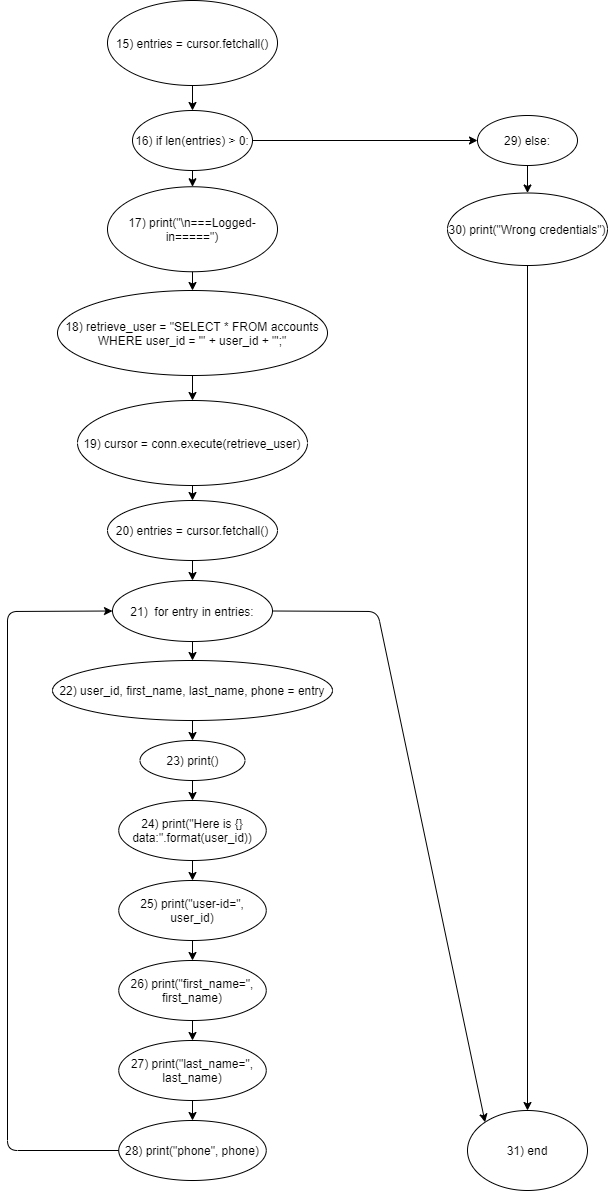 15) entries = cursor.fetchall()
16) if len(entries) > 0:
29) else:
17) print("\n===Logged-
in=====")
30) print("Wrong credentials")
18) retrieve_user = "SELECT * FROM accounts
WHERE user_id = '" + user_id + "';"
19) cursor = conn.execute(retrieve_user)
20) entries = cursor.fetchall()
21)  for entry in entries:
22) user_id, first_name, last_name, phone = entry
23) print()
24) print("Here is {}
data:".format(user_id))
25) print("user-id=",
user_id)
26) print("first_name=",
first_name)
27) print("last_name=",
last_name)
28) print("phone", phone)
31) end